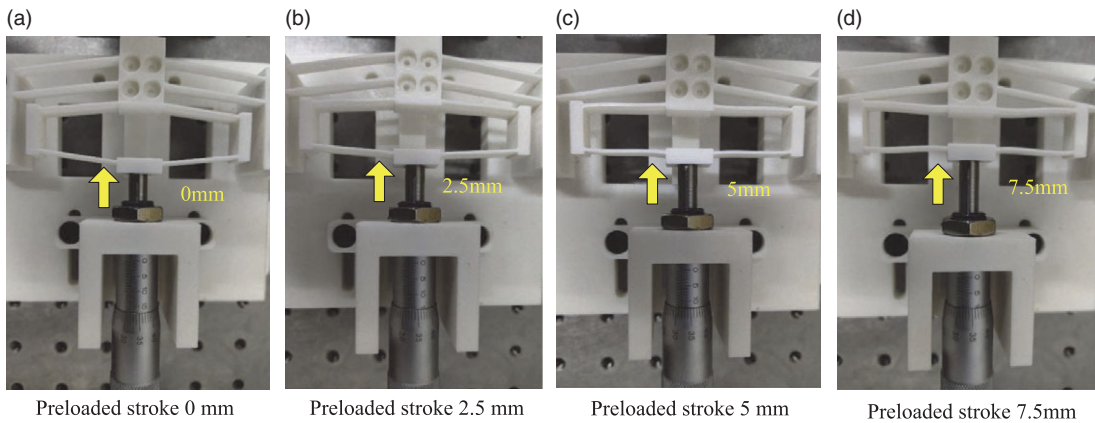 (a)
(b)
(c)
(d)
0mm
2.5mm
5mm
7.5mm
Preloaded stroke 0 mm
Preloaded stroke 2.5 mm
Preloaded stroke 5 mm
Preloaded stroke 7.5mm